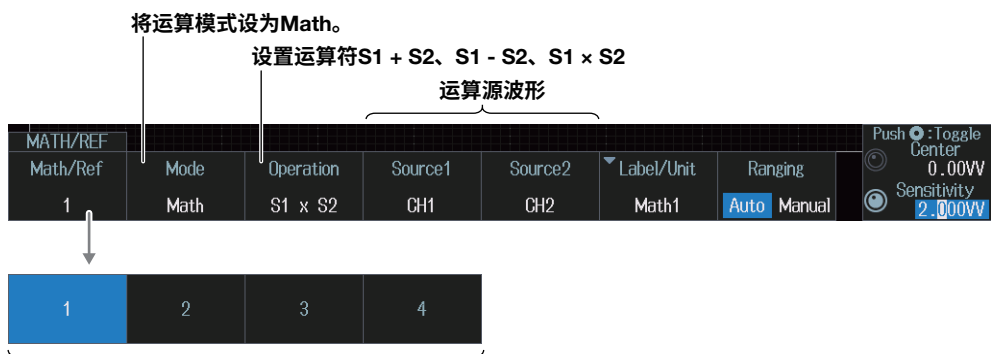 将运算模式设为Math。
设置运算符S1 + S2、S1 - S2、S1 × S2
运算源波形
MATH/REF
Math/Ref Mode Operation Source1 Source2 Label/Unit Ranging
1 Math S1 x S2 CH1 CH2 Math1 Auto Manual
Push :Toggle
Center
0.00VV
Sensitivity
2.000VV
1 2 3 4